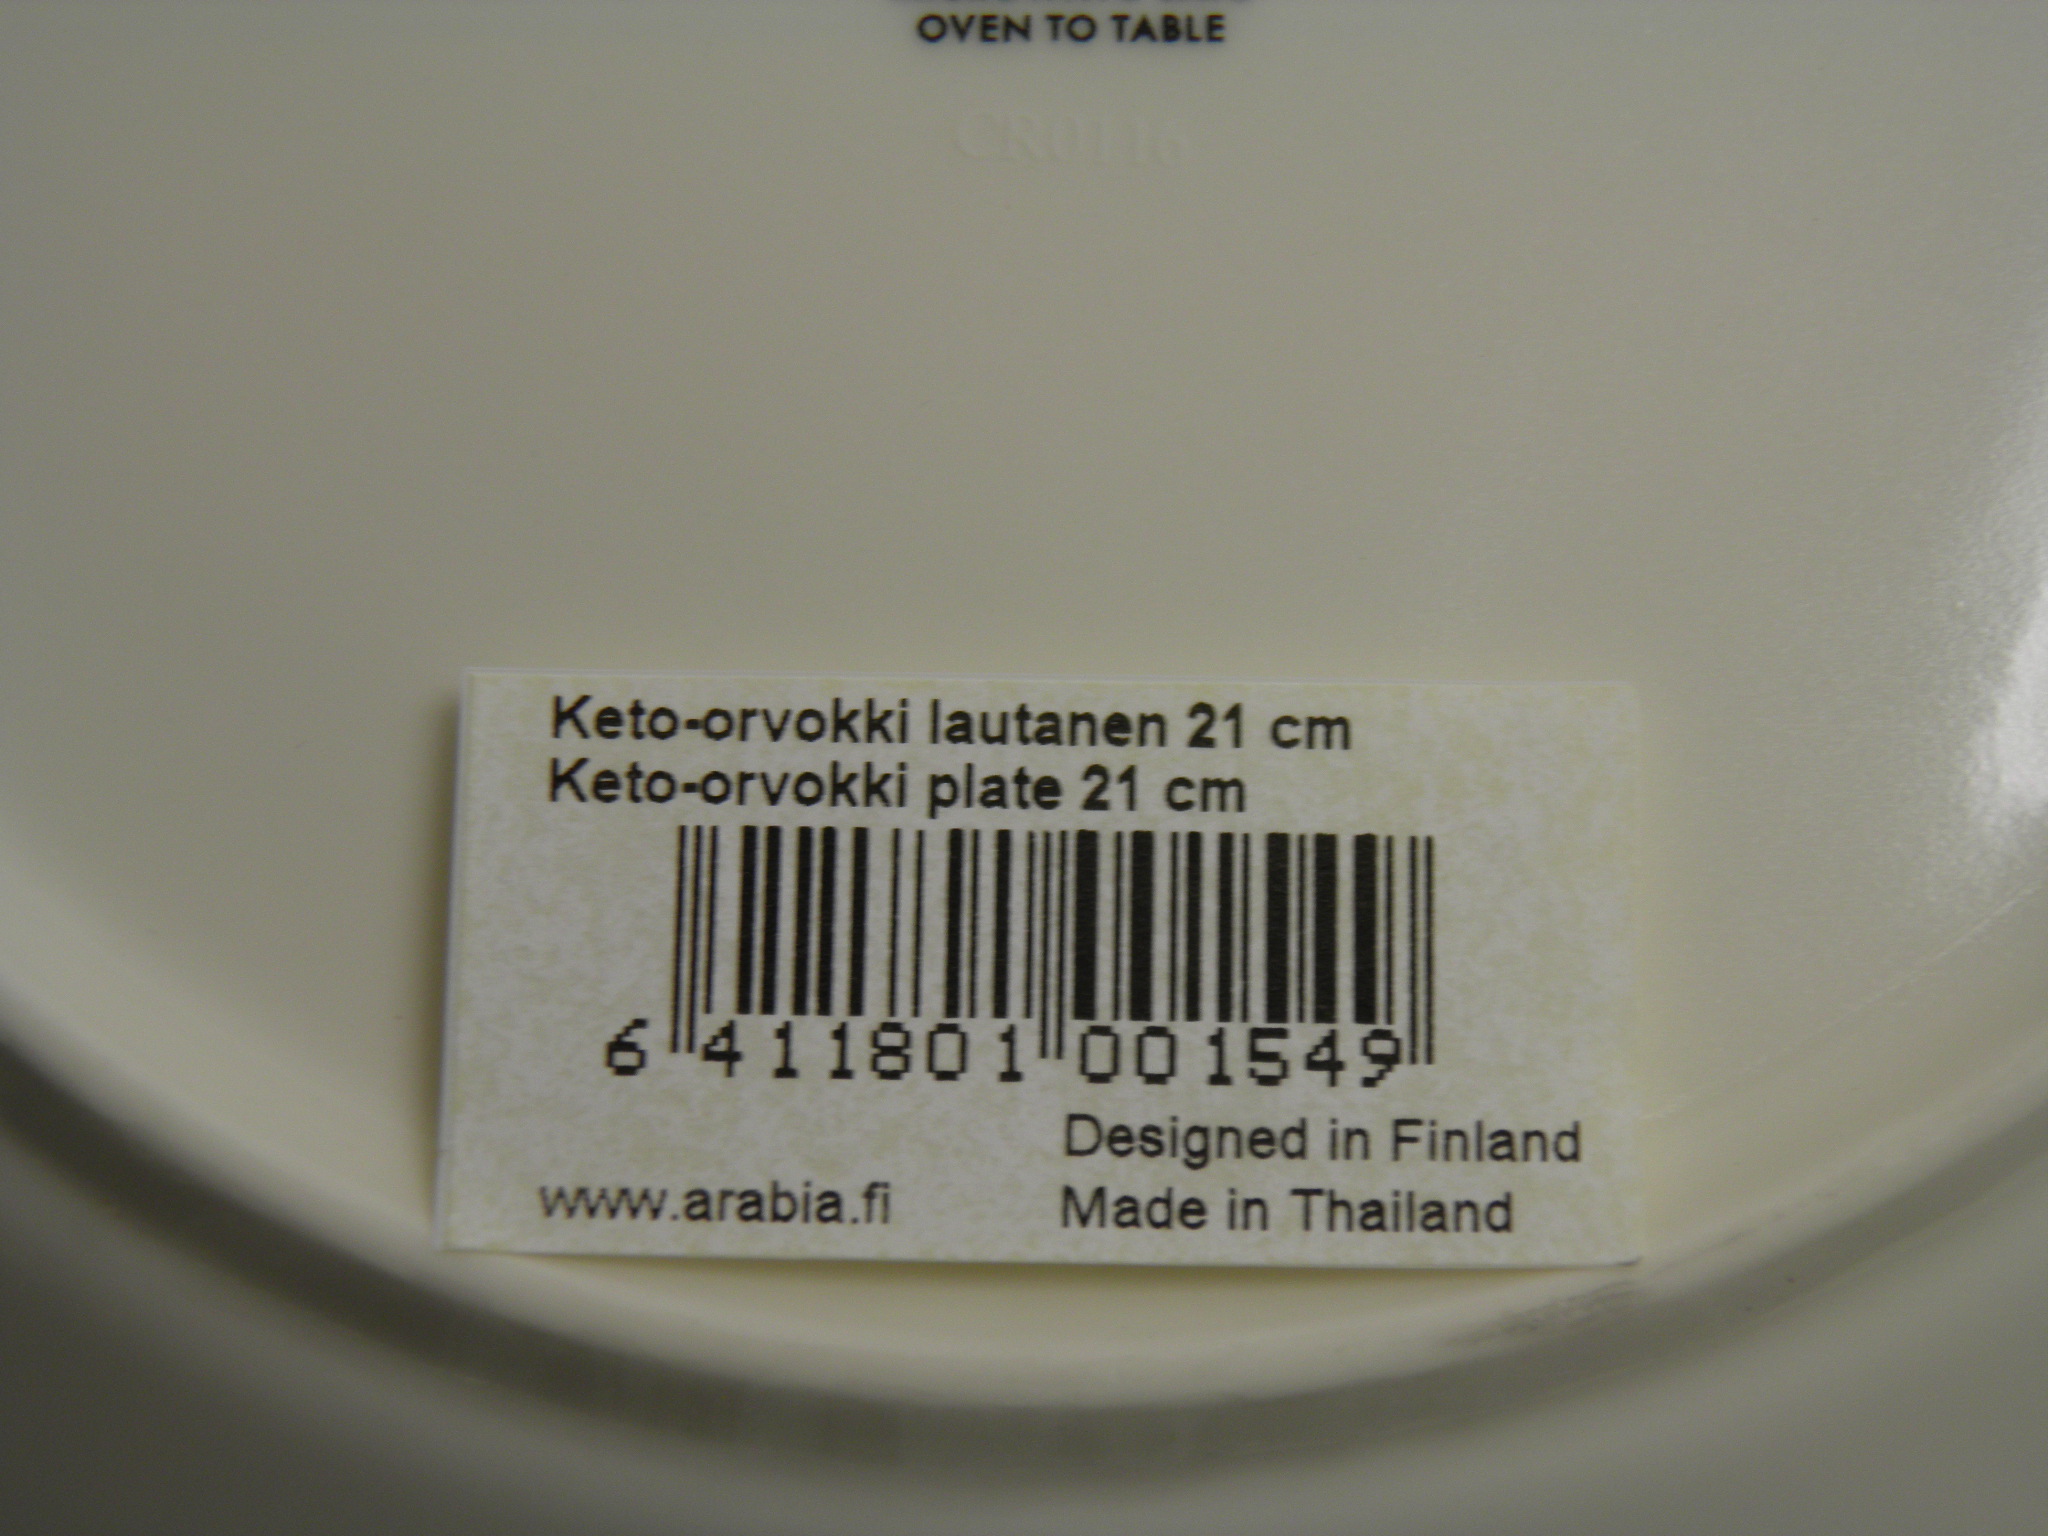 OVEN TO TABLE
CR0116
Keto-orvokki lautanen 21 cm
Keto-orvokki plate 21 cm
6 411801 001549
Designed in Finland
www.arabia.fi Made in Thailand